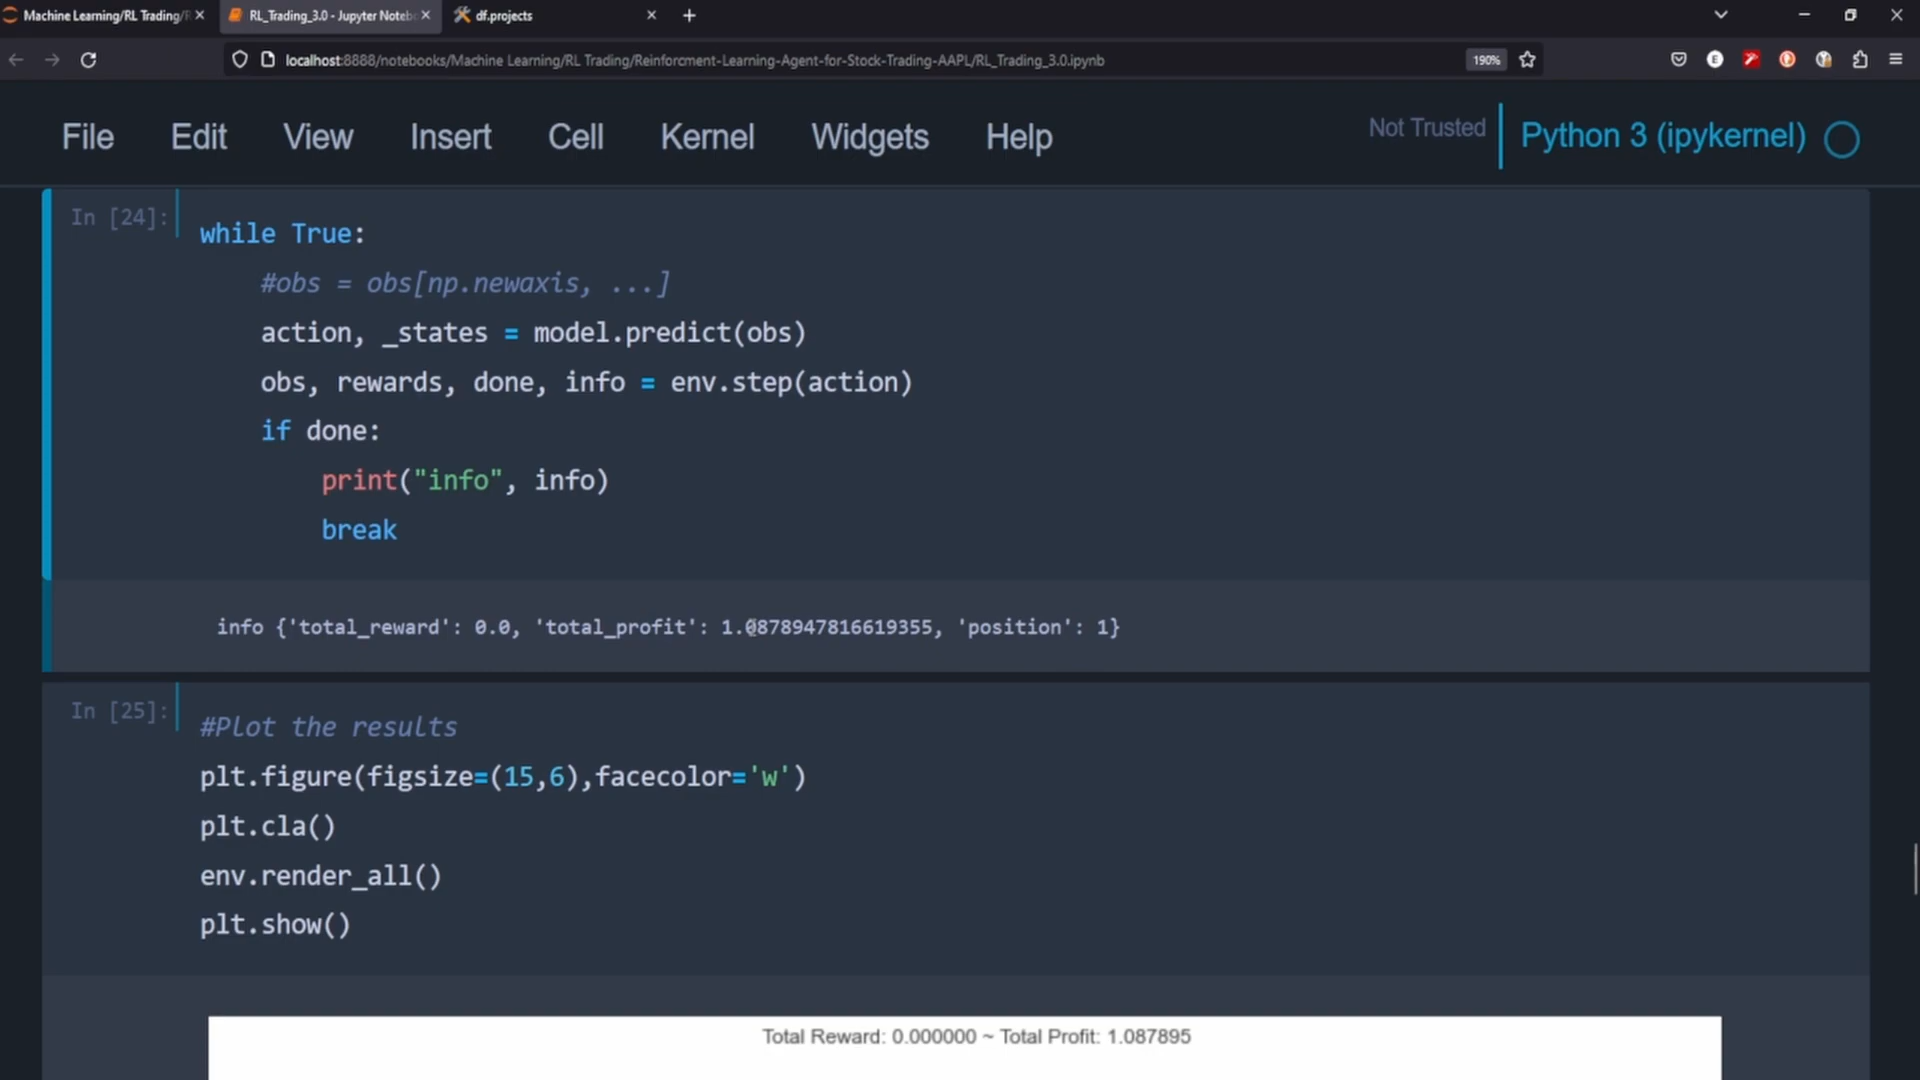 Machine Learning/RL Trading/R
RL_Trading_3.0 - Jupyter Notebo
df.projects
localhost:8888/notebooks/Machine Learning/RL Trading/Reinforcment-Learning-Agent-for-Stock-Trading-AAPL/RL_Trading_3.0.ipynb
190%
File Edit View Insert Cell Kernel Widgets Help
Not Trusted
Python 3 (ipykernel)
In [24]:
while True:
    #obs = obs[np.newaxis, ...]
    action, _states = model.predict(obs)
    obs, rewards, done, info = env.step(action)
    if done:
        print("info", info)
        break
info {'total_reward': 0.0, 'total_profit': 1.0878947816619355, 'position': 1}
In [25]:
#Plot the results
plt.figure(figsize=(15,6),facecolor='w')
plt.cla()
env.render_all()
plt.show()
Total Reward: 0.000000 ~ Total Profit: 1.087895